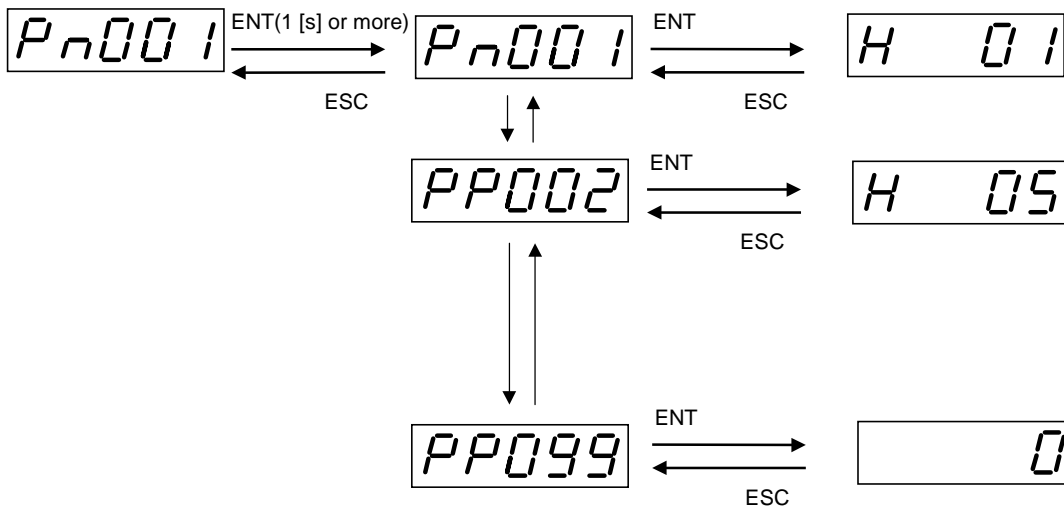 Pn001 ENT(1 [s] or more) Pn001 ENT H 01
ESC ESC
PP002 ENT H 05
ESC
PP099 ENT 0
ESC